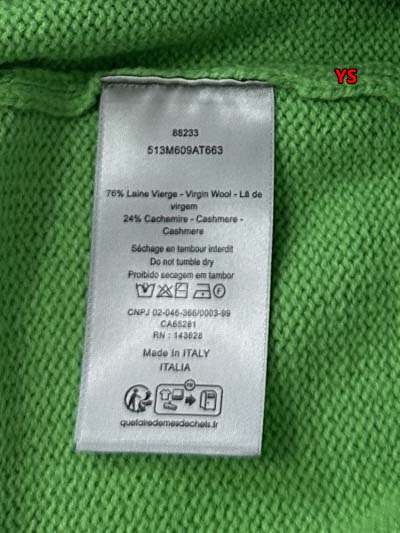 YS
88233
513M609AT663
76% Laine Vierge - Virgin Wool - Lã de
virgem
24% Cachemire - Cashmere -
Cashmere
Séchage en tambour interdit
Do not tumble dry
Proibido secagem em tambor
CNPJ 02-046-366/0003-99
CA65281
RN : 143628
Made in ITALY
ITALIA
FR
quefairedemesdechets.fr